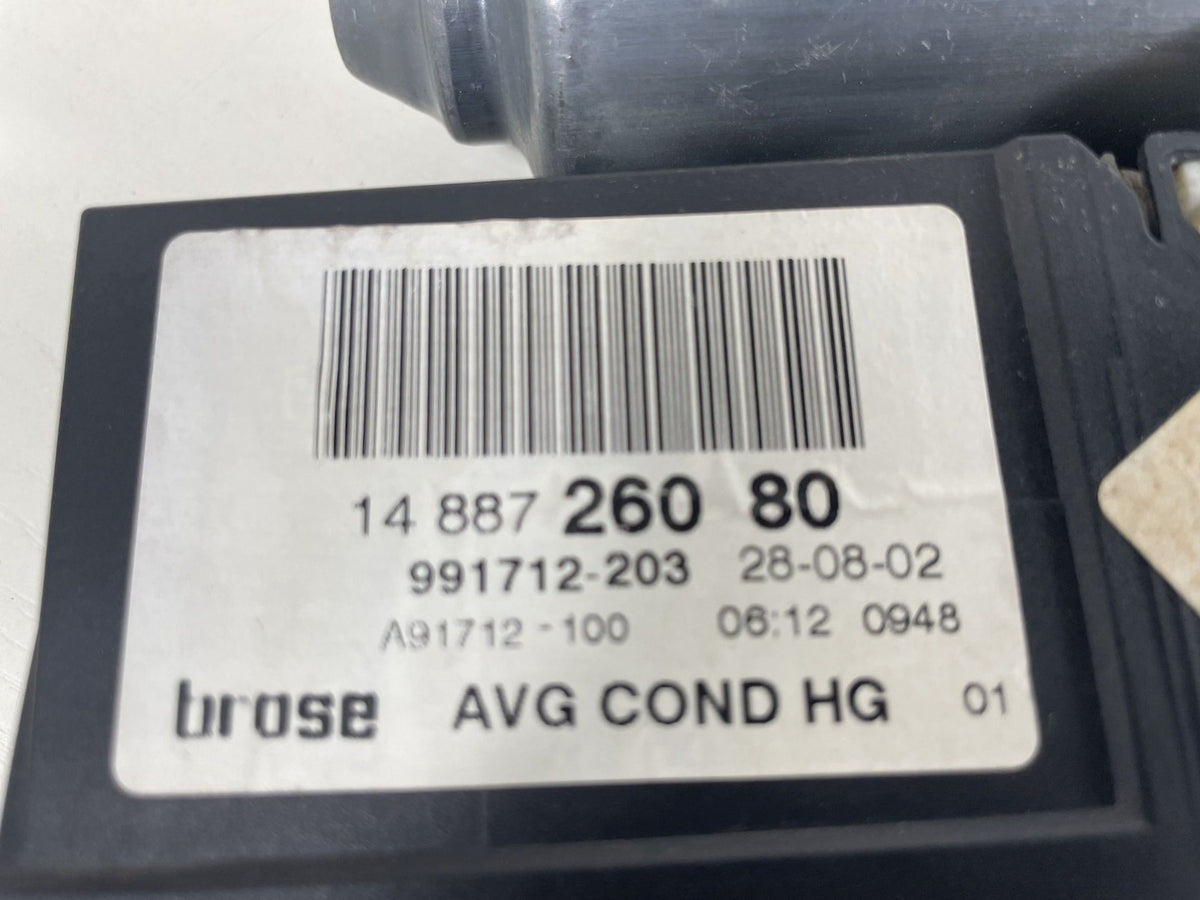 14 887 260 80
991712-203 28-08-02
A91712-100 06:12 0948
brose AVG COND HG 01